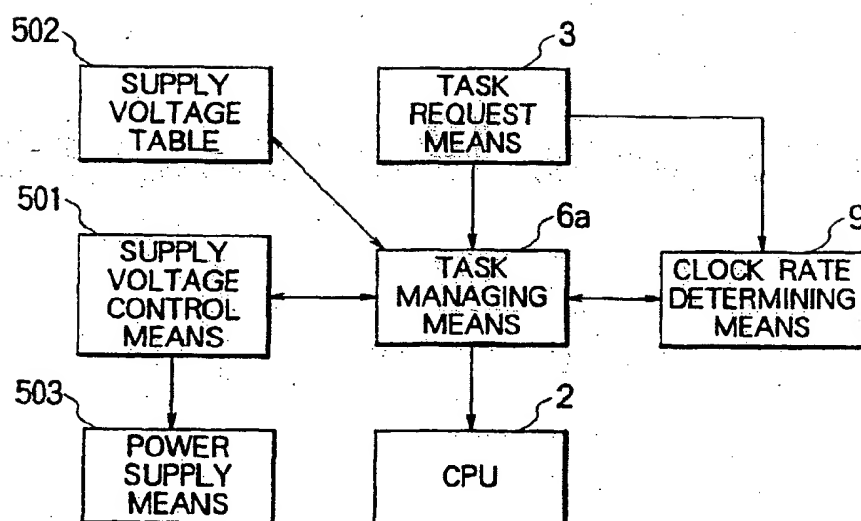 502
SUPPLY
VOLTAGE
TABLE
3
TASK
REQUEST
MEANS
501
SUPPLY
VOLTAGE
CONTROL
MEANS
6a
TASK
MANAGING
MEANS
9
CLOCK RATE
DETERMINING
MEANS
503
POWER
SUPPLY
MEANS
2
CPU